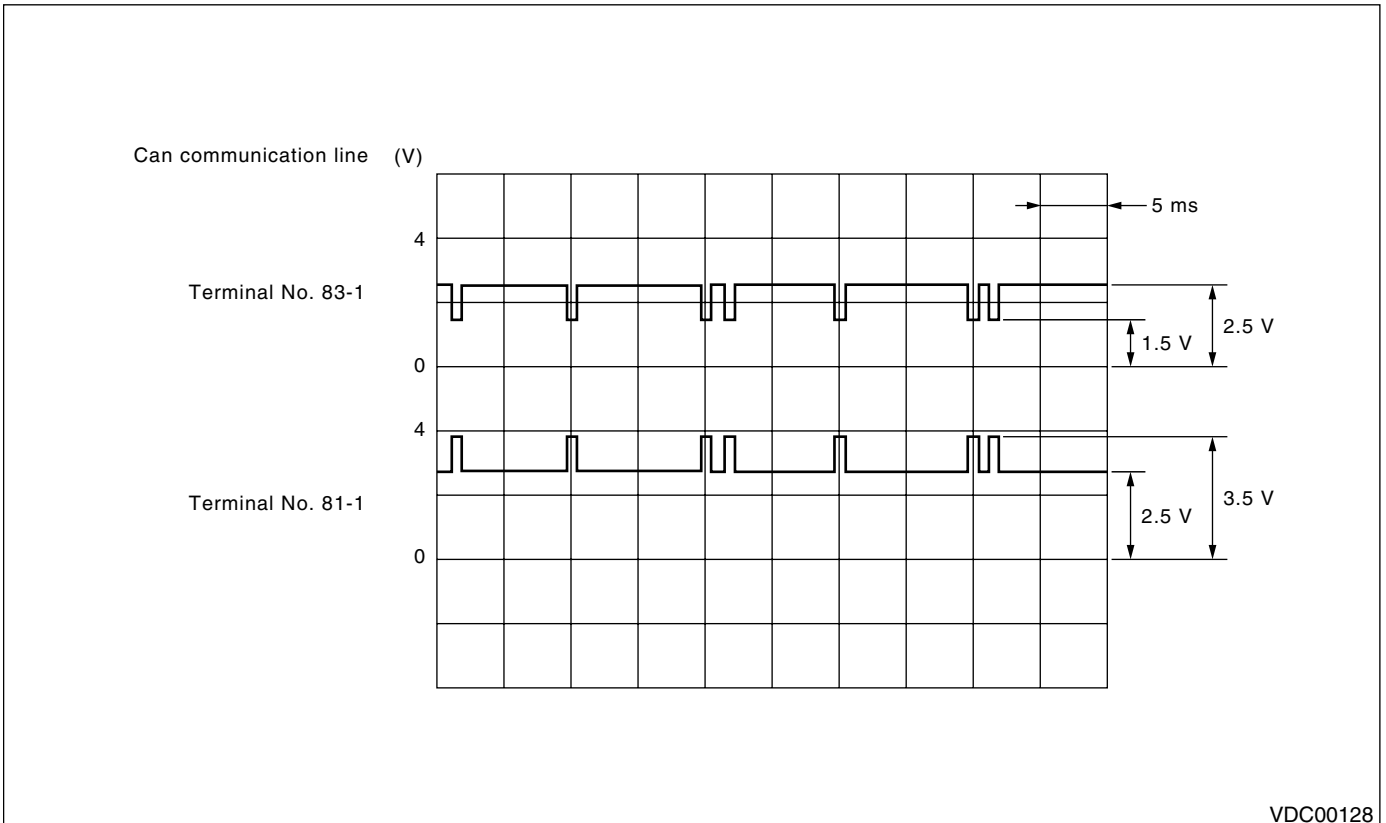 Can communication line (V)
5 ms
4
Terminal No. 83-1
2.5 V
1.5 V
0
4
3.5 V
Terminal No. 81-1
2.5 V
0
VDC00128